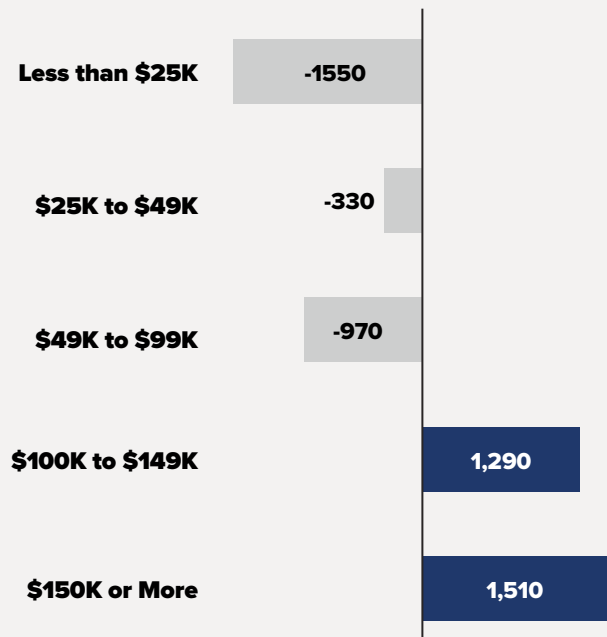 Less than $25K -1550
$25K to $49K -330
$49K to $99K -970
$100K to $149K 1,290
$150K or More 1,510